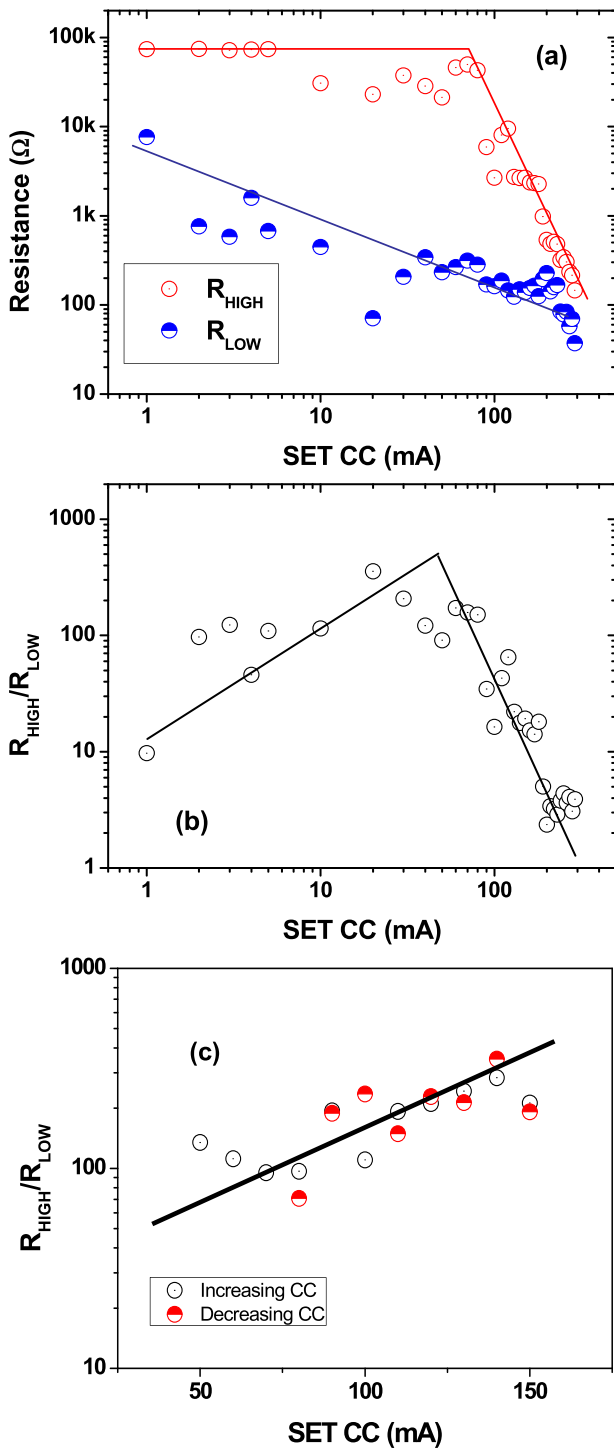 100k
(a)
10k
Resistance (Ω)
1k
R_HIGH
100
R_LOW
10
1
10
100
SET CC (mA)
1000
100
R_HIGH/R_LOW
10
(b)
1
1
10
100
SET CC (mA)
1000
(c)
R_HIGH/R_LOW
100
Increasing CC
Decreasing CC
10
50
100
150
SET CC (mA)